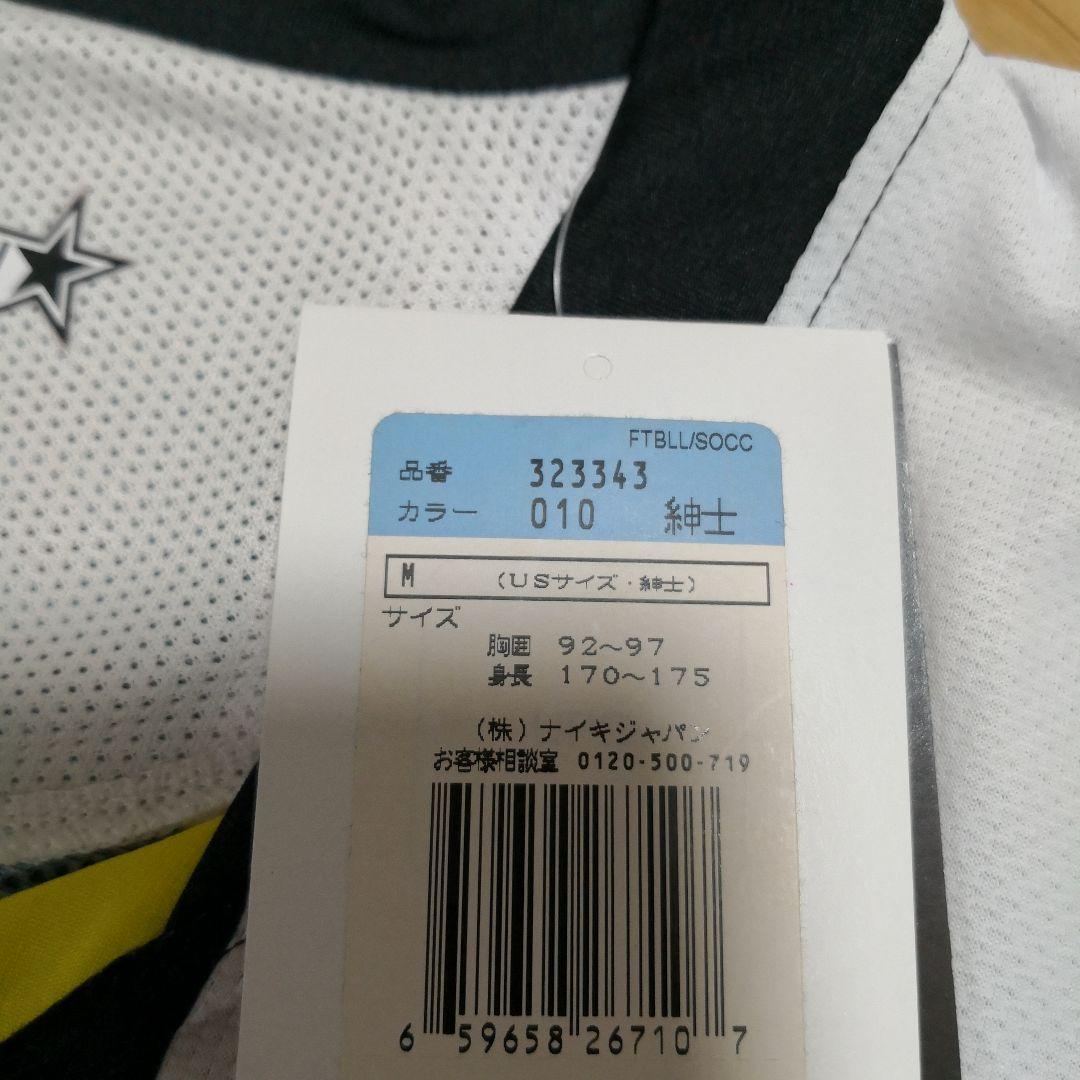 FTBLL/SOCC
品番 323343
カラー 010 紳士
M (USサイズ・紳士)
サイズ
胸囲 92~97
身長 170~175
(株)ナイキジャパン
お客様相談室 0120-500-719
6 59658 26710 7